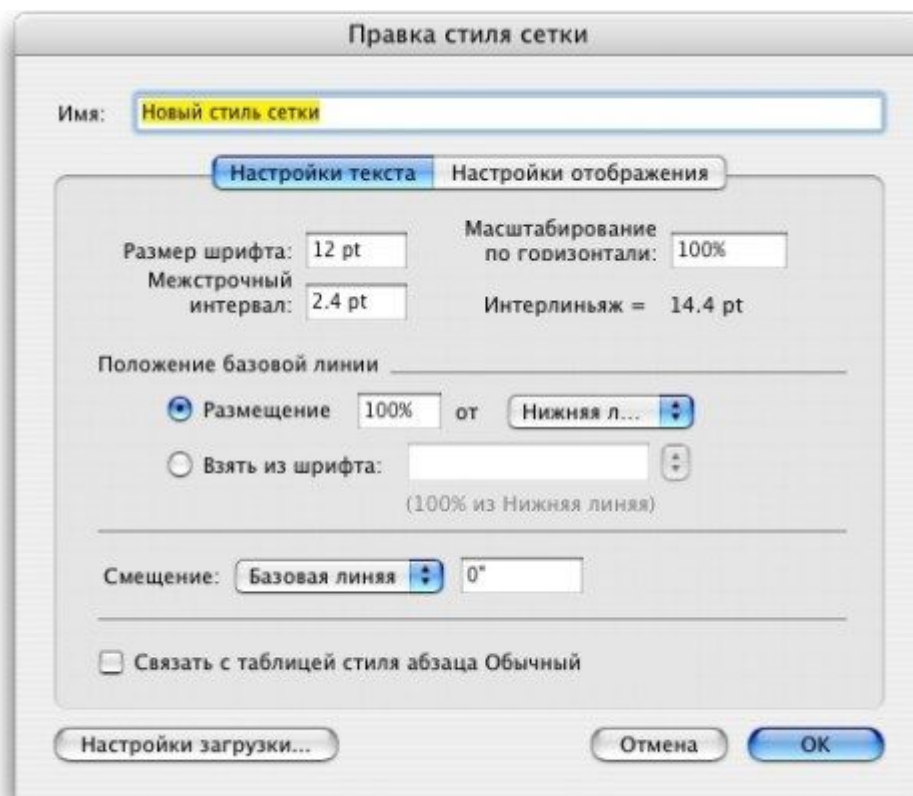 Правка стиля сетки
Имя: Новый стиль сетки
Настройки текста Настройки отображения
Размер шрифта: 12 pt
Масштабирование
по горизонтали: 100%
Межстрочный
интервал: 2.4 pt
Интерлиньяж = 14.4 pt
Положение базовой линии
Размещение 100% от Нижняя л...
Взять из шрифта:
(100% из Нижняя линяя)
Смещение: Базовая линяя 0"
Связать с таблицей стиля абзаца Обычный
Настройки загрузки... Отмена OK